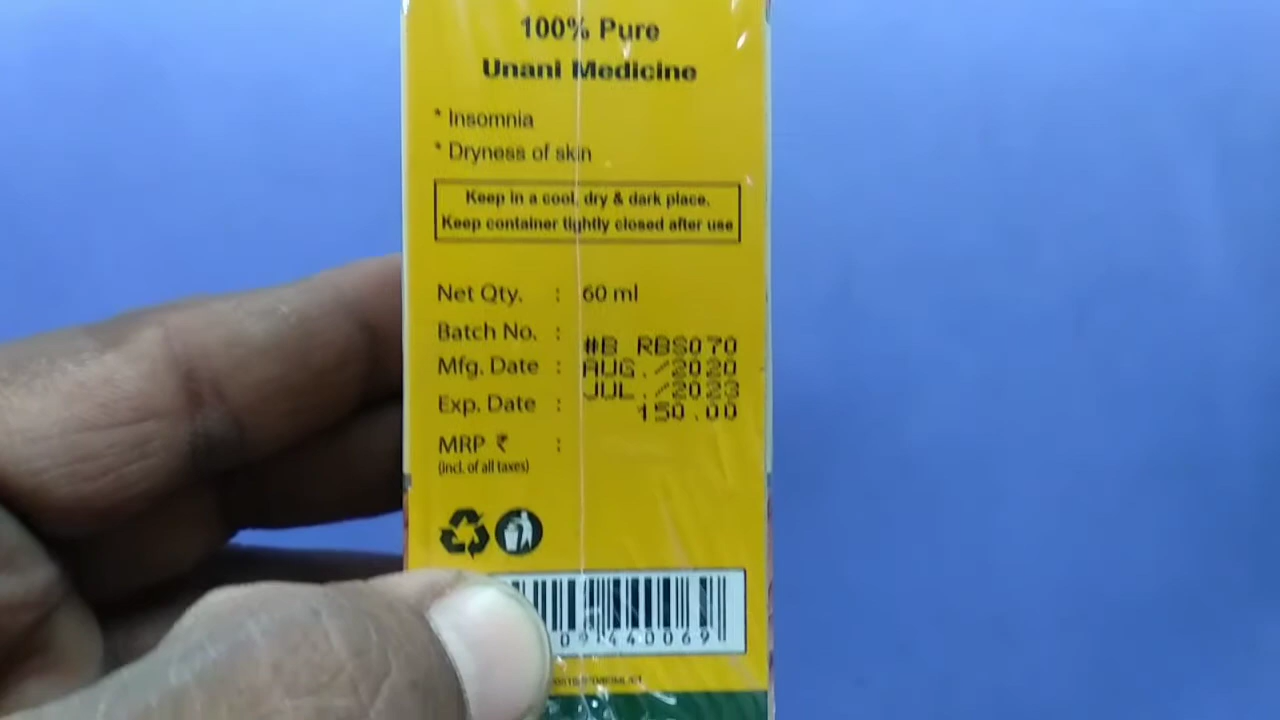 100% Pure
Unani Medicine
* Insomnia
* Dryness of skin
Keep in a cool, dry & dark place.
Keep container tightly closed after use
Net Qty. : 60 ml
Batch No. : #B RBS070
Mfg. Date : AUG./2020
Exp. Date : JUL./2023
MRP ₹ : 150.00
(incl. of all taxes)
09440069